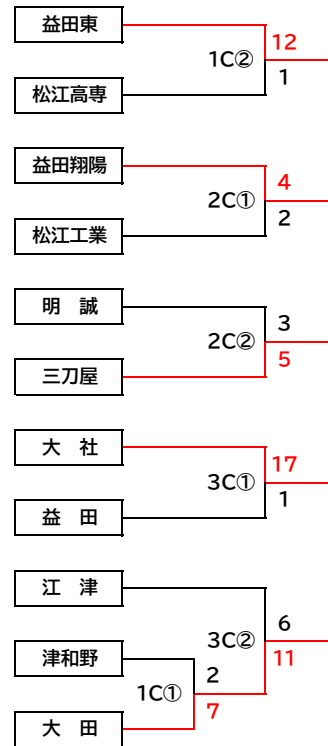 益田東
12
1C②
1
松江高専
益田翔陽
4
2C①
2
松江工業
明　誠
3
2C②
5
三刀屋
大　社
17
3C①
1
益　田
江　津
6
3C②
11
津和野
2
1C①
7
大　田